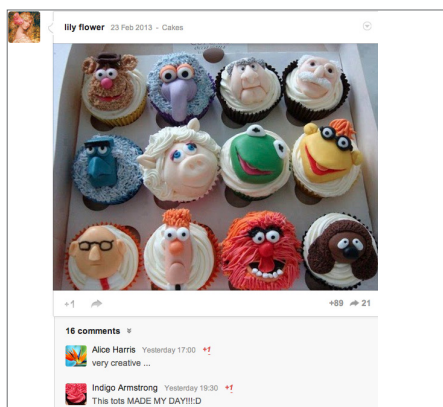 lily flower 23 Feb 2013 - Cakes
+1
+89 21
16 comments
Alice Harris Yesterday 17:00 +1
very creative ...
Indigo Armstrong Yesterday 19:30 +1
This tots MADE MY DAY!!!:D